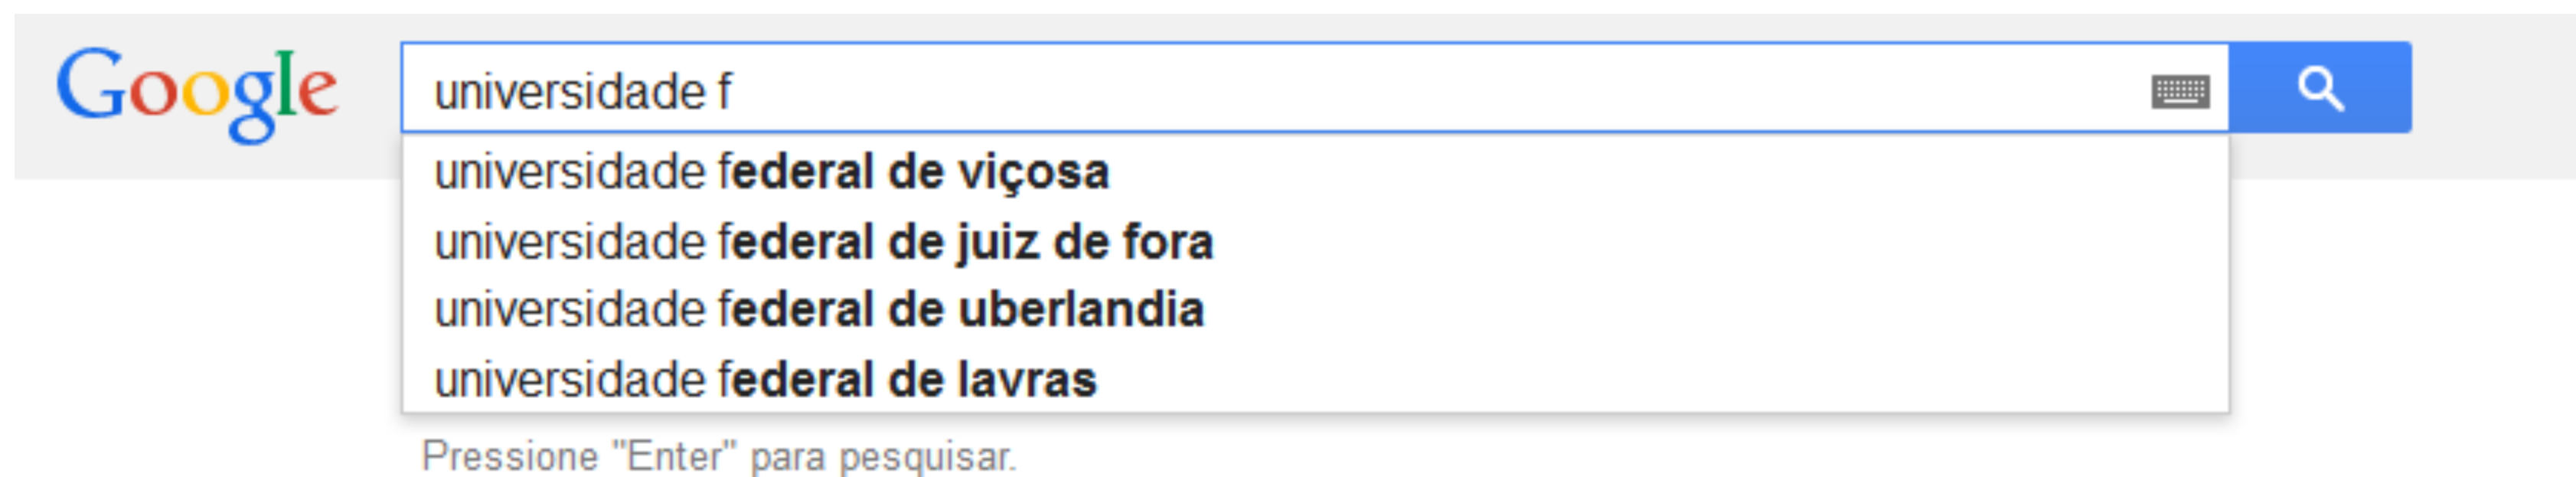 Google
universidade f
universidade federal de viçosa
universidade federal de juiz de fora
universidade federal de uberlandia
universidade federal de lavras
Pressione "Enter" para pesquisar.